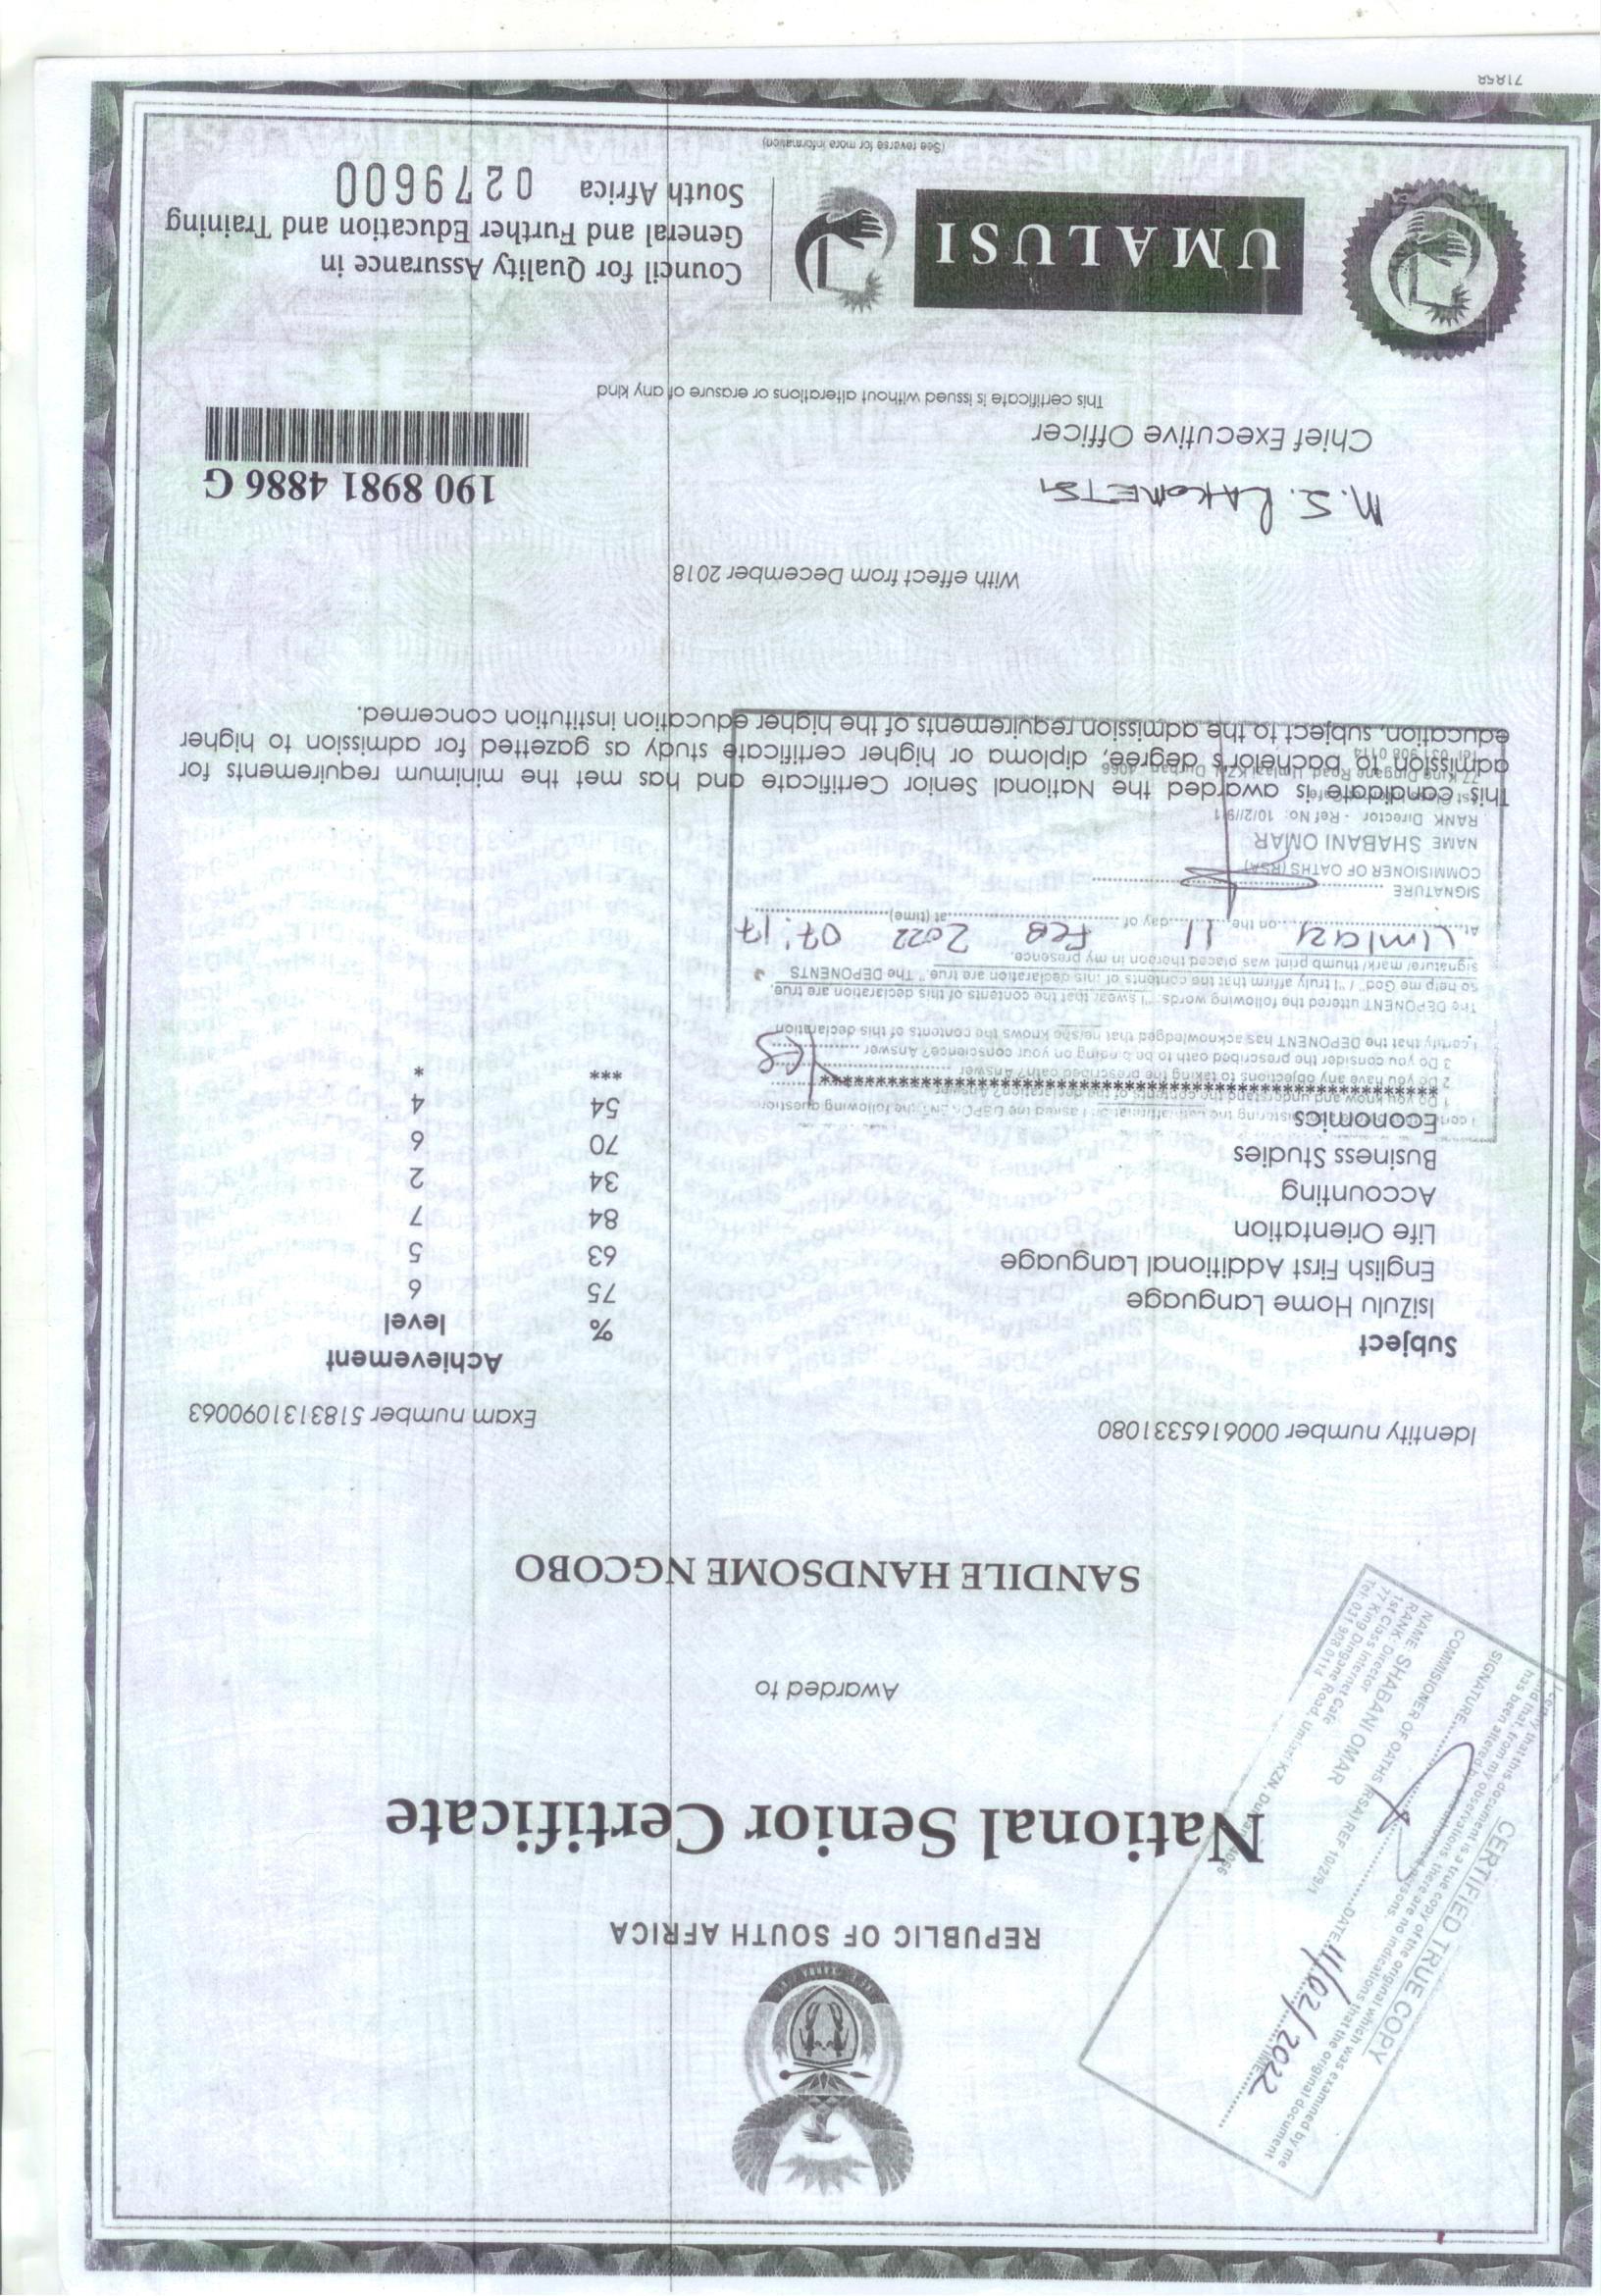 REPUBLIC OF SOUTH AFRICA
National Senior Certificate
Awarded to
SANDILE HANDSOME NGCOBO
CERTIFIED TRUE COPY
I certify that this document is a true copy of the original which was examined by me
and that, from my observations, there are no indications that the original document
has been altered by persons.
SIGNATURE..................DATE 11/02/2022 TIME
COMMISIONER OF OATHS (RSA) REF 10/2/9/1
NAME: SHABANI OMAR
RANK: Director
1st Class Internet Cafe
77 King Dingane Road, Umlazi KZN, Durban 4066
Tel: 031 908 0114
Identity number 0006165331080
Exam number 5183131090063
Subject % Achievement level
IsiZulu Home Language 75 6
English First Additional Language 63 5
Life Orientation 84 7
Accounting 34 2
Business Studies 70 6
Economics 54 4
*** *
administering the I asked the DEPONENT the following question
1 Do you know and understand the contents of the declaration? Answer
2 Do you have any objections to taking the prescribed oath? Answer
3 Do you consider the prescribed oath to be binding on your conscience? Answer Yes
I certify that the DEPONENT has acknowledged that he/she knows the contents of this declaration
The DEPONENT uttered the following words. "I swear that the contents of this declaration are true,
so help me God" / "I truly affirm that the contents of this declaration are true." The DEPONENTS
signature/ mark/ thumb print was placed thereon in my presence.
At Umlazi on the 11 day of FEB 2022 at (time) 07:17
SIGNATURE
COMMISIONER OF OATHS (RSA)
NAME SHABANI OMAR
RANK Director - Ref No: 10/2//9/1
77 King Dingane Road, Umlazi KZN, Durban, 4066
Tel 031 908 0114
This candidate is awarded the National Senior Certificate and has met the minimum requirements for
admission to bachelor's degree, diploma or higher certificate study as gazetted for admission to higher
education, subject to the admission requirements of the higher education institution concerned.
With effect from December 2018
M.S. RAKOMETSI
Chief Executive Officer
190 8981 4886 G
This certificate is issued without alterations or erasure of any kind
UMALUSI
Council for Quality Assurance in
General and Further Education and Training
South Africa 0279600
(See reverse for more information)
71858